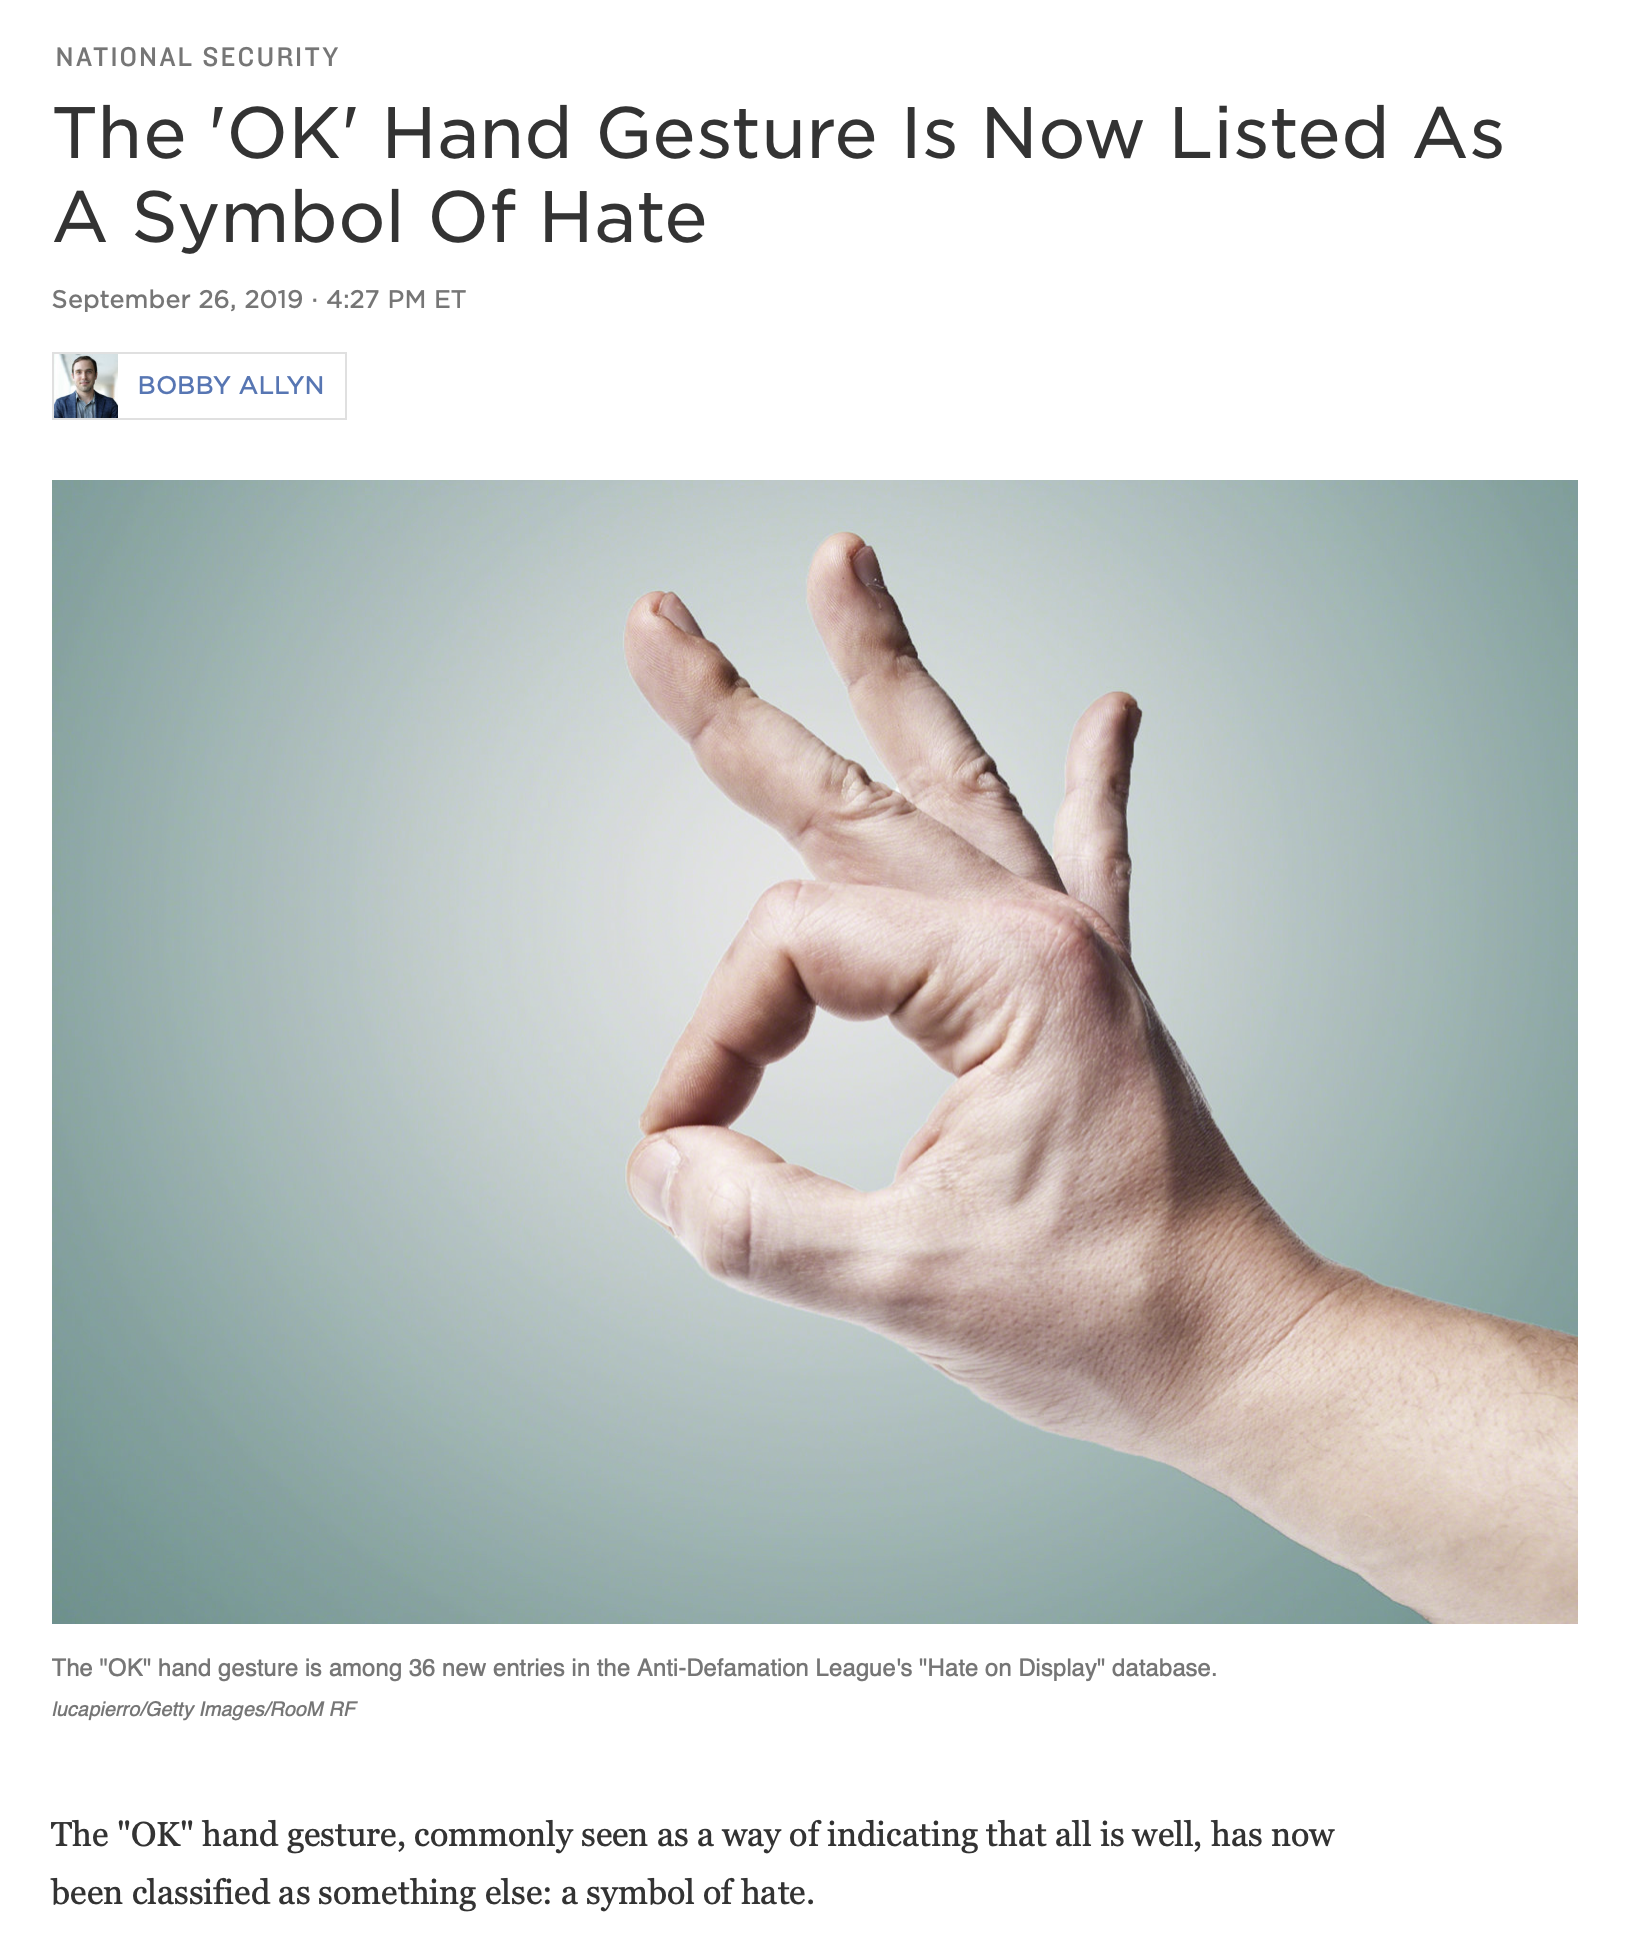 NATIONAL SECURITY
The 'OK' Hand Gesture Is Now Listed As
A Symbol Of Hate
September 26, 2019 · 4:27 PM ET
BOBBY ALLYN
The "OK" hand gesture is among 36 new entries in the Anti-Defamation League's "Hate on Display" database.
lucapierro/Getty Images/RooM RF
The "OK" hand gesture, commonly seen as a way of indicating that all is well, has now
been classified as something else: a symbol of hate.